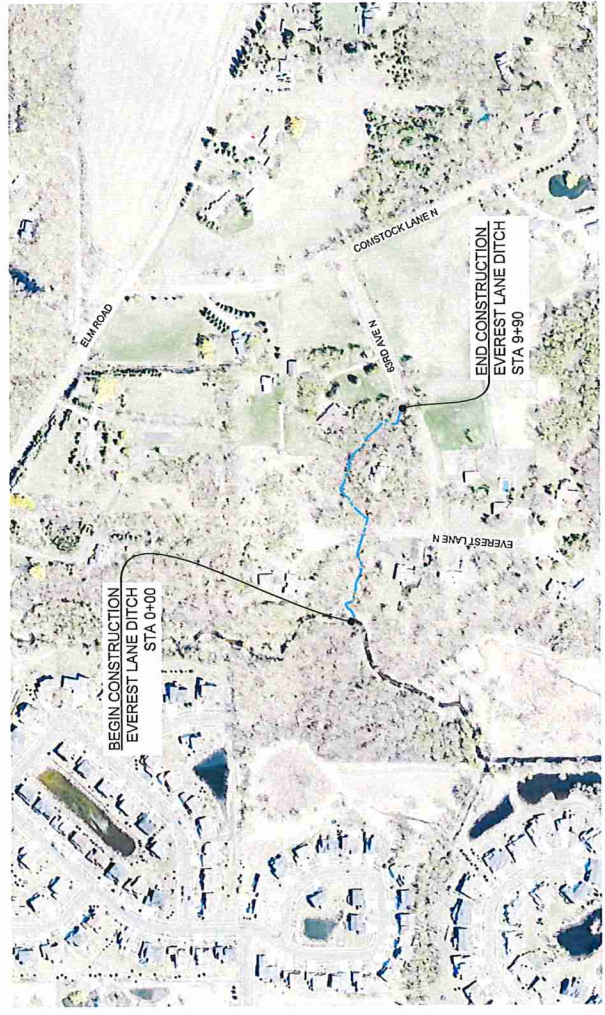 BEGIN CONSTRUCTION
EVEREST LANE DITCH
STA 0+00
ELM ROAD
COMSTOCK LANE N
63RD AVE N
EVEREST LANE N
END CONSTRUCTION
EVEREST LANE DITCH
STA 9+90